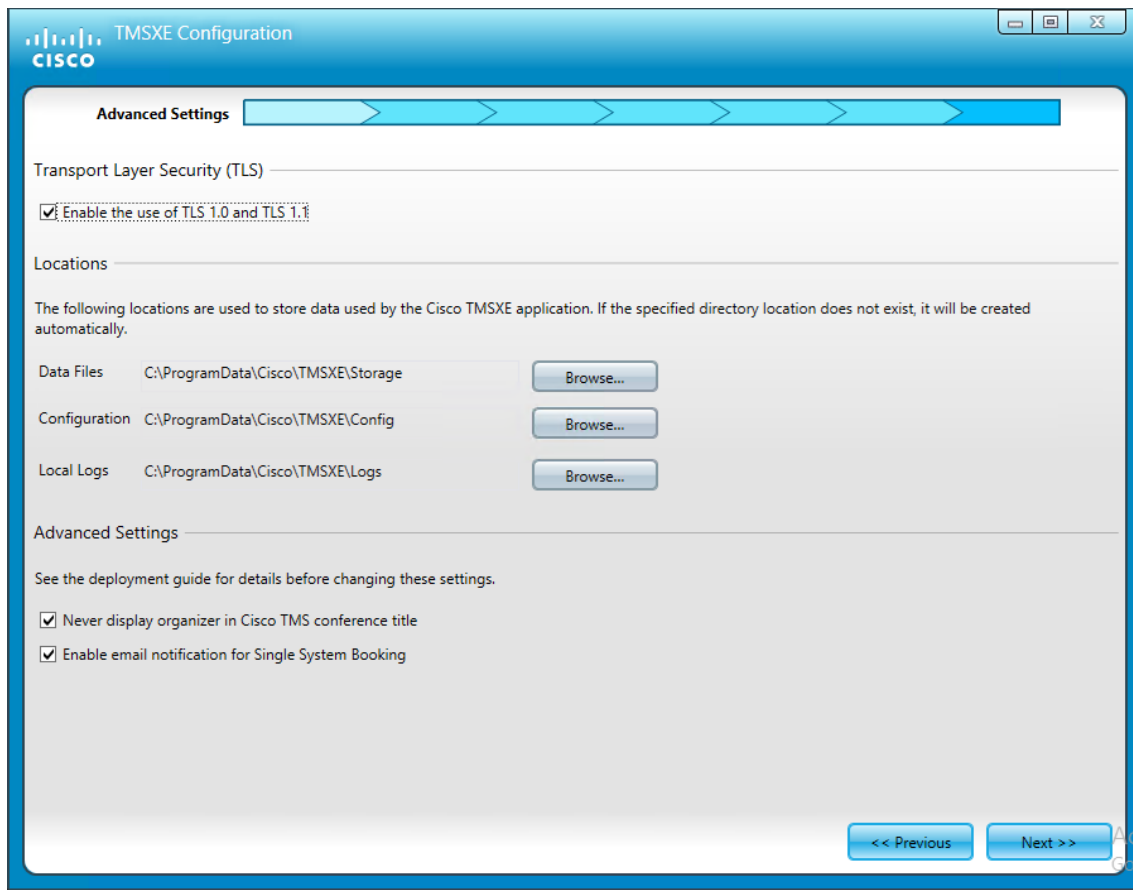 TMSXE Configuration
CISCO
Advanced Settings
Transport Layer Security (TLS)
Enable the use of TLS 1.0 and TLS 1.1
Locations
The following locations are used to store data used by the Cisco TMSXE application. If the specified directory location does not exist, it will be created
automatically.
Data Files C:\ProgramData\Cisco\TMSXE\Storage Browse...
Configuration C:\ProgramData\Cisco\TMSXE\Config Browse...
Local Logs C:\ProgramData\Cisco\TMSXE\Logs Browse...
Advanced Settings
See the deployment guide for details before changing these settings.
Never display organizer in Cisco TMS conference title
Enable email notification for Single System Booking
<< Previous Next >>